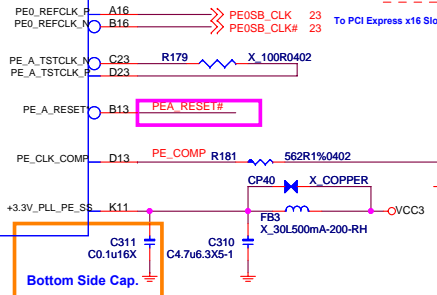 PE0_REFCLK_P A16 PE0SB_CLK 23
PE0_REFCLK_N B16 PE0SB_CLK# 23
To PCI Express x16 Slo
PE_A_TSTCLK_N C23 R179 X_100R0402
PE_A_TSTCLK_P D23
PE_A_RESET* B13 PEA_RESET#
PE_CLK_COMP D13 PE_COMP R181 562R1%0402
CP40 X_COPPER
+3.3V_PLL_PE_SS K11 VCC3
FB3
X_30L500mA-200-RH
C311 C310
C0.1u16X C4.7u6.3X5-1
Bottom Side Cap.